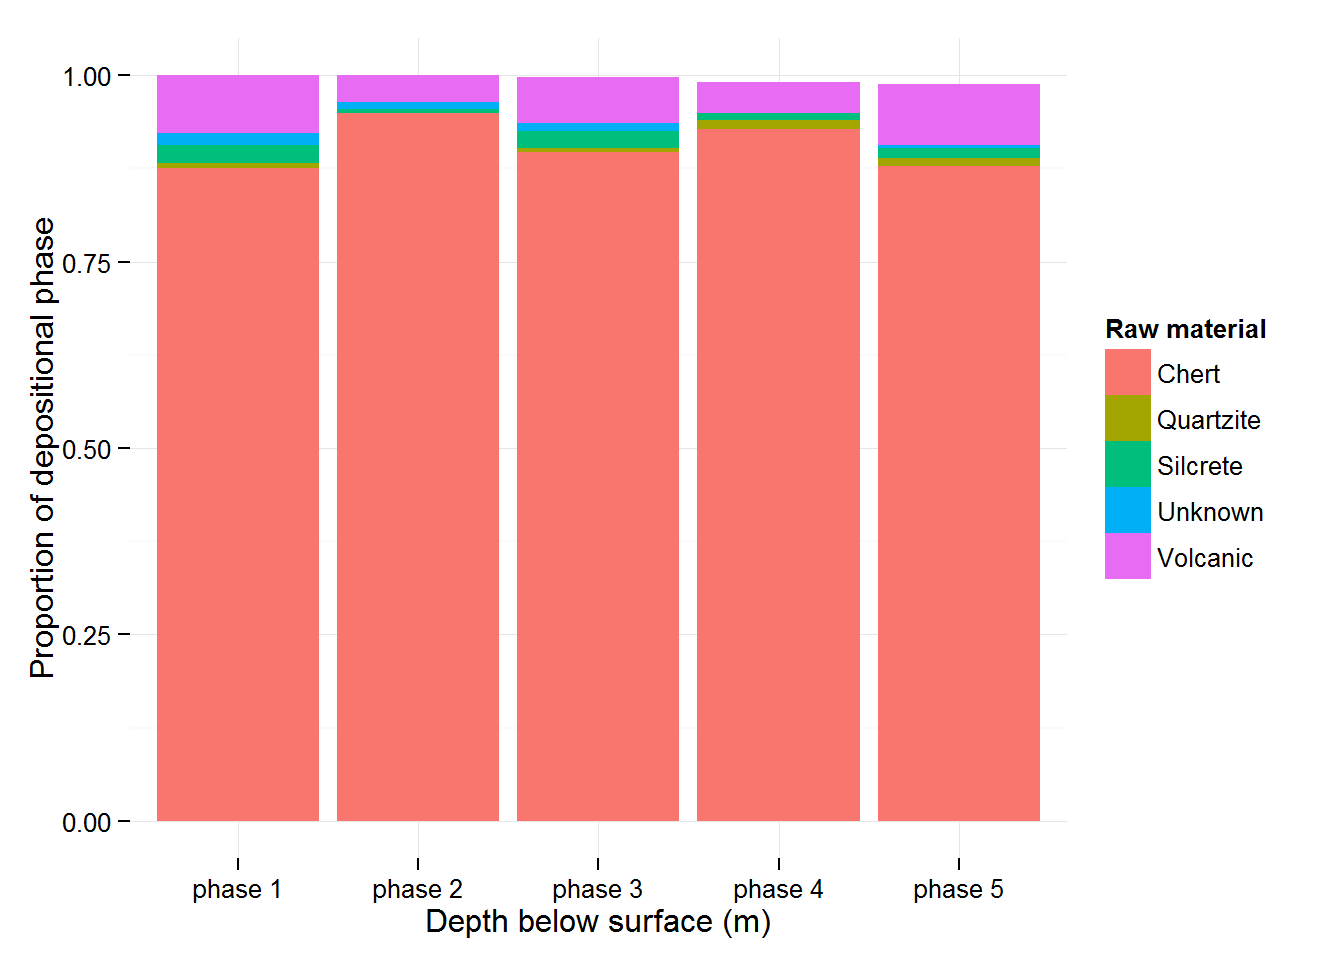 Proportion of depositional phase
1.00
0.75
0.50
0.25
0.00
phase 1
phase 2
phase 3
phase 4
phase 5
Depth below surface (m)
Raw material
Chert
Quartzite
Silcrete
Unknown
Volcanic